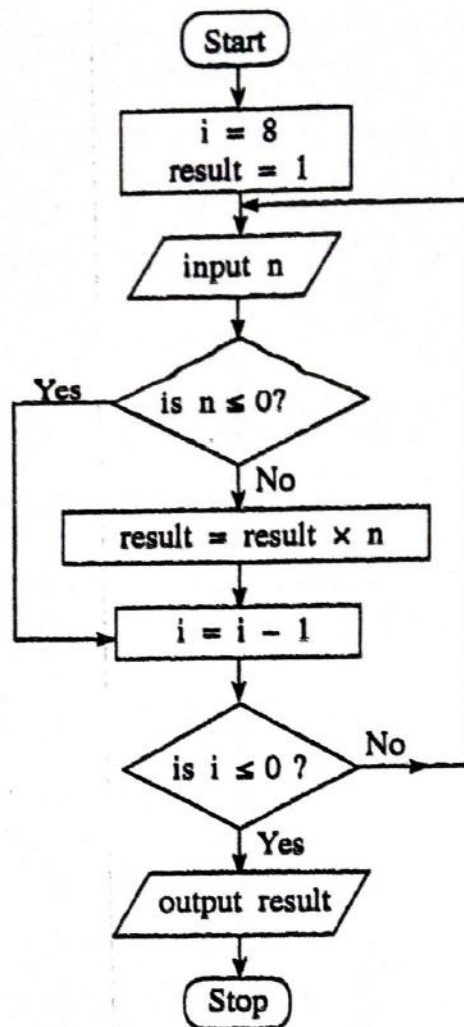 Start
i = 8
result = 1
input n
Yes
is n ≤ 0?
No
result = result × n
i = i - 1
is i ≤ 0 ?
No
Yes
output result
Stop